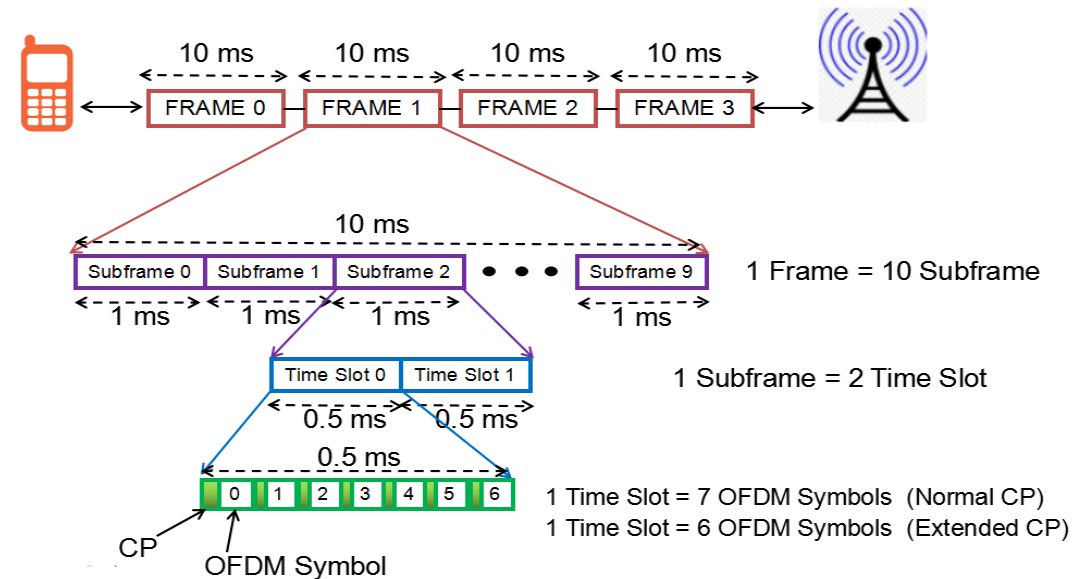 10 ms 10 ms 10 ms 10 ms
FRAME 0 FRAME 1 FRAME 2 FRAME 3
10 ms
Subframe 0 Subframe 1 Subframe 2 Subframe 9 1 Frame = 10 Subframe
1 ms 1 ms 1 ms 1 ms
Time Slot 0 Time Slot 1 1 Subframe = 2 Time Slot
0.5 ms 0.5 ms
0.5 ms
0 1 2 3 4 5 6 1 Time Slot = 7 OFDM Symbols (Normal CP)
1 Time Slot = 6 OFDM Symbols (Extended CP)
CP
OFDM Symbol